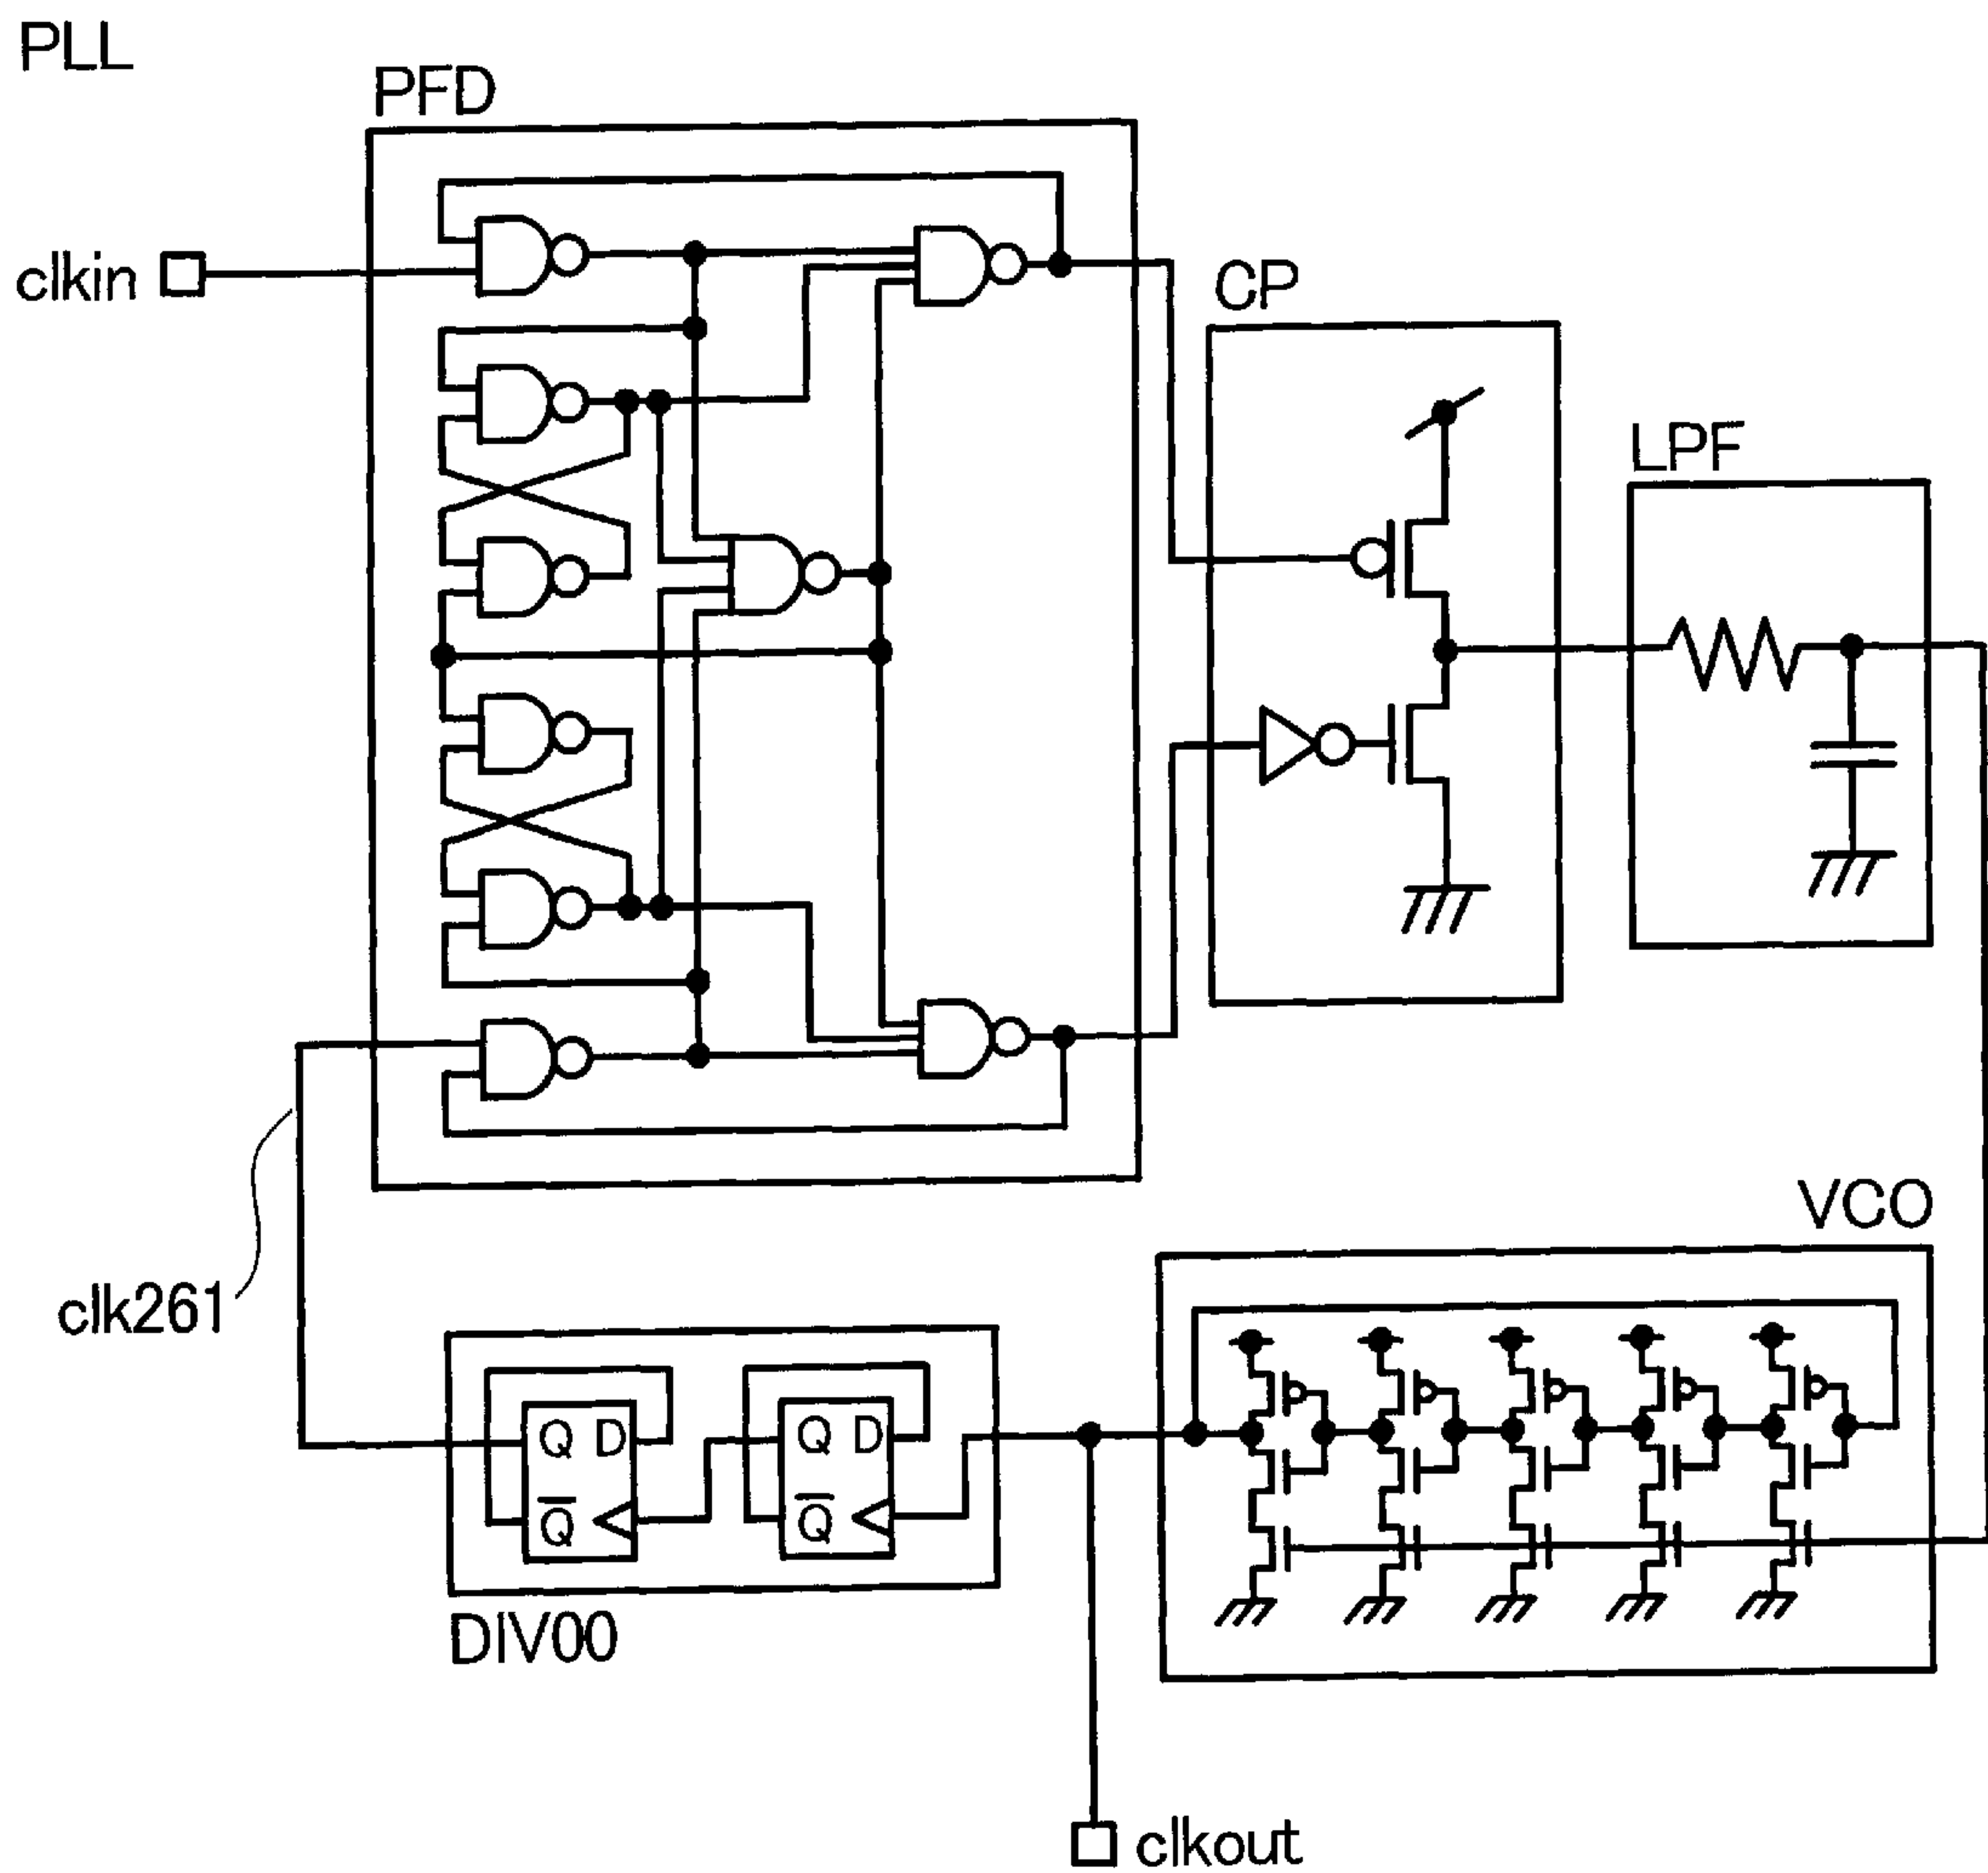 PLL
PFD
clkin
CP
LPF
VCO
clk261
Q D
Q̅
Q D
Q̅
DIV00
clkout